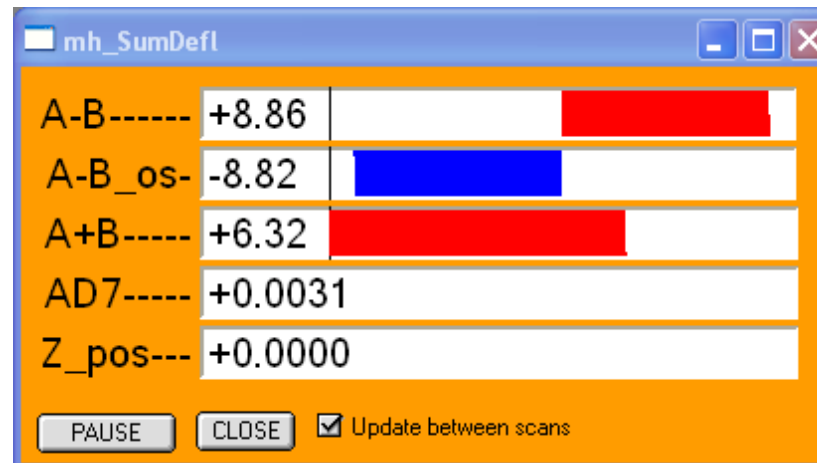 mh_SumDefl
A-B------ +8.86
A-B_os- -8.82
A+B----- +6.32
AD7----- +0.0031
Z_pos--- +0.0000
PAUSE CLOSE Update between scans